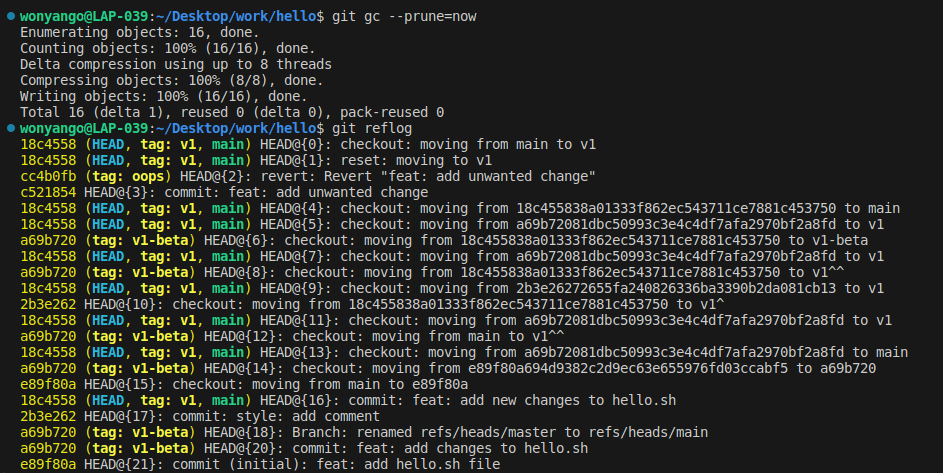 wonyango@LAP-039:~/Desktop/work/hello$ git gc --prune=now
Enumerating objects: 16, done.
Counting objects: 100% (16/16), done.
Delta compression using up to 8 threads
Compressing objects: 100% (8/8), done.
Writing objects: 100% (16/16), done.
Total 16 (delta 1), reused 0 (delta 0), pack-reused 0
wonyango@LAP-039:~/Desktop/work/hello$ git reflog
18c4558 (HEAD, tag: v1, main) HEAD@{0}: checkout: moving from main to v1
18c4558 (HEAD, tag: v1, main) HEAD@{1}: reset: moving to v1
cc4b0fb (tag: oops) HEAD@{2}: revert: Revert "feat: add unwanted change"
c521854 HEAD@{3}: commit: feat: add unwanted change
18c4558 (HEAD, tag: v1, main) HEAD@{4}: checkout: moving from 18c455838a01333f862ec543711ce7881c453750 to main
18c4558 (HEAD, tag: v1, main) HEAD@{5}: checkout: moving from a69b72081dbc50993c3e4c4df7afa2970bf2a8fd to v1
a69b720 (tag: v1-beta) HEAD@{6}: checkout: moving from 18c455838a01333f862ec543711ce7881c453750 to v1-beta
18c4558 (HEAD, tag: v1, main) HEAD@{7}: checkout: moving from a69b72081dbc50993c3e4c4df7afa2970bf2a8fd to v1
a69b720 (tag: v1-beta) HEAD@{8}: checkout: moving from 18c455838a01333f862ec543711ce7881c453750 to v1^^
18c4558 (HEAD, tag: v1, main) HEAD@{9}: checkout: moving from 2b3e26272655fa240826336ba3390b2da081cb13 to v1
2b3e262 HEAD@{10}: checkout: moving from 18c455838a01333f862ec543711ce7881c453750 to v1^
18c4558 (HEAD, tag: v1, main) HEAD@{11}: checkout: moving from a69b72081dbc50993c3e4c4df7afa2970bf2a8fd to v1
a69b720 (tag: v1-beta) HEAD@{12}: checkout: moving from main to v1^^
18c4558 (HEAD, tag: v1, main) HEAD@{13}: checkout: moving from a69b72081dbc50993c3e4c4df7afa2970bf2a8fd to main
a69b720 (tag: v1-beta) HEAD@{14}: checkout: moving from e89f80a694d9382c2d9ec63e655976fd03ccabf5 to a69b720
e89f80a HEAD@{15}: checkout: moving from main to e89f80a
18c4558 (HEAD, tag: v1, main) HEAD@{16}: commit: feat: add new changes to hello.sh
2b3e262 HEAD@{17}: commit: style: add comment
a69b720 (tag: v1-beta) HEAD@{18}: Branch: renamed refs/heads/master to refs/heads/main
a69b720 (tag: v1-beta) HEAD@{20}: commit: feat: add changes to hello.sh
e89f80a HEAD@{21}: commit (initial): feat: add hello.sh file